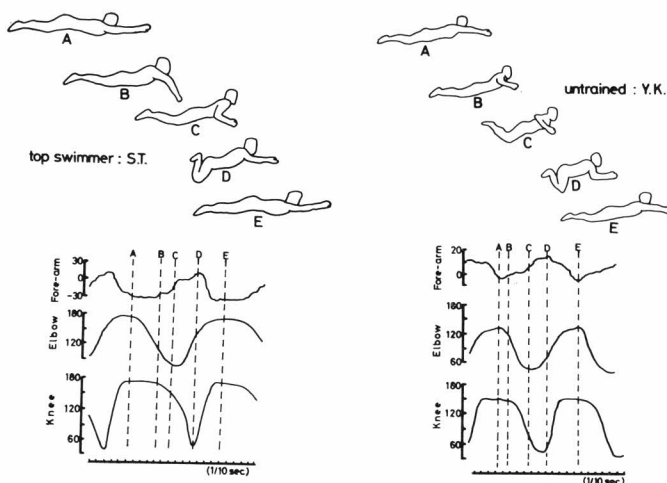 A
B
C
top swimmer : S.T.
D
E
A
B
untrained : Y.K.
C
D
E
A B C D E
Fore-arm
30
0
-30
Elbow
180
120
Knee
180
120
60
(1/10 sec.)
A B C D E
Fore-arm
20
0
Elbow
180
120
60
Knee
180
120
60
(1/10 sec.)